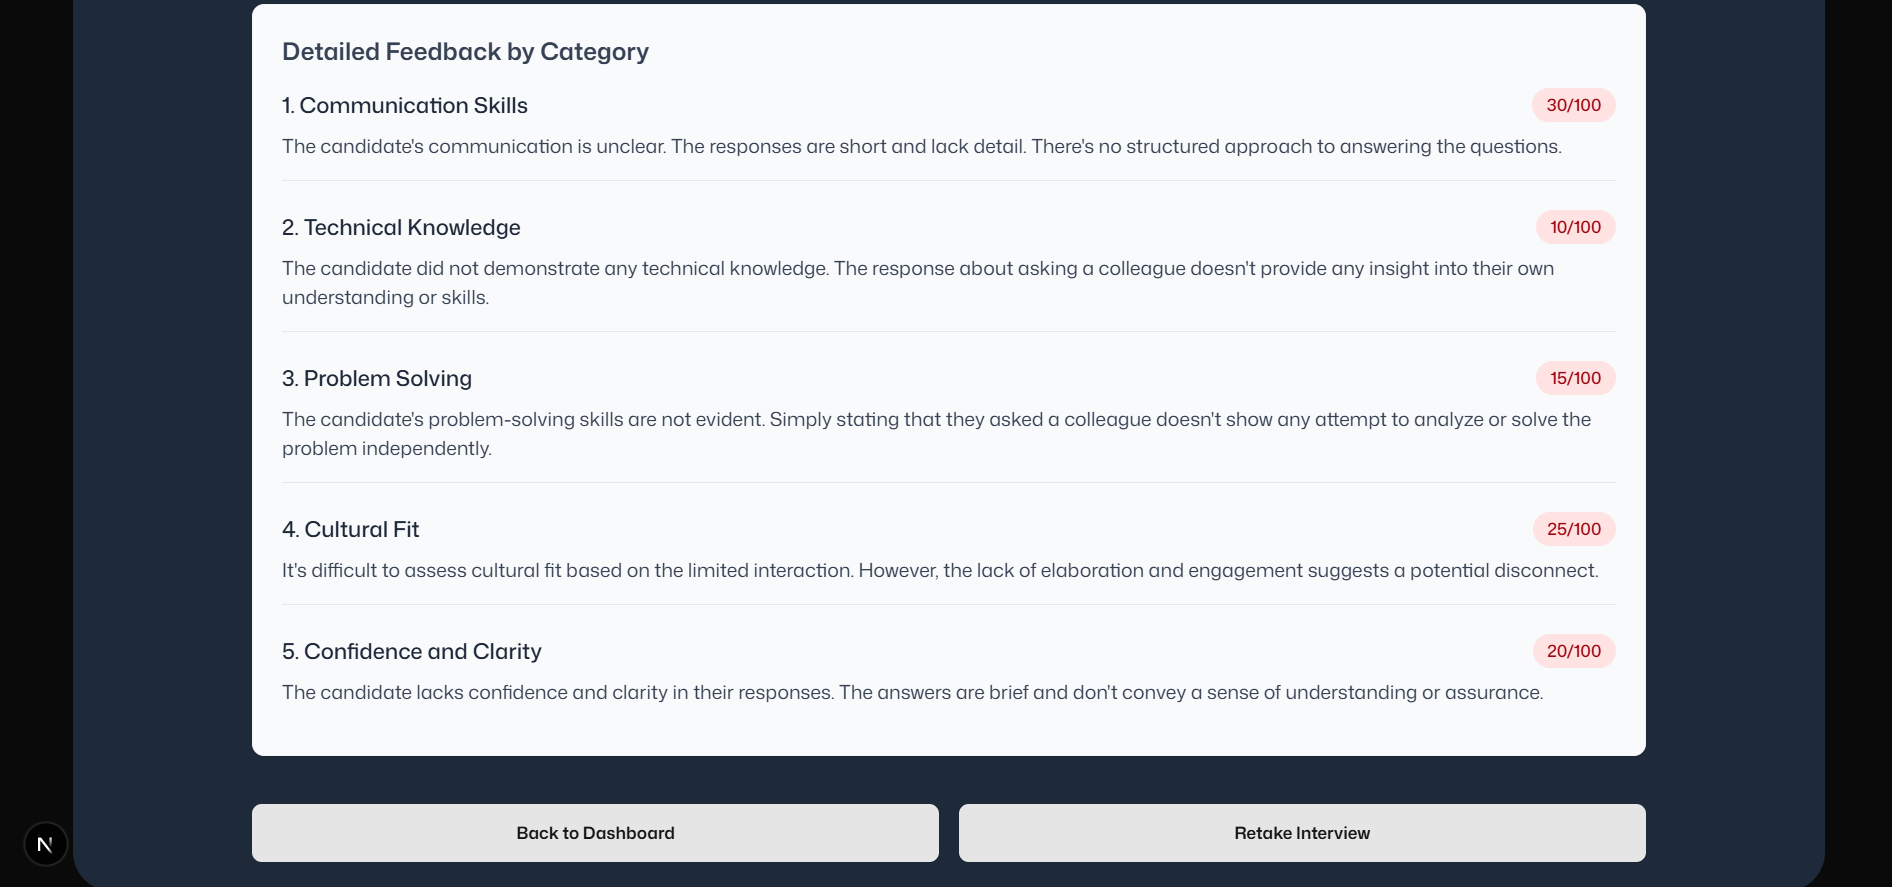 Detailed Feedback by Category
1. Communication Skills
30/100
The candidate's communication is unclear. The responses are short and lack detail. There's no structured approach to answering the questions.
2. Technical Knowledge
10/100
The candidate did not demonstrate any technical knowledge. The response about asking a colleague doesn't provide any insight into their own
understanding or skills.
3. Problem Solving
15/100
The candidate's problem-solving skills are not evident. Simply stating that they asked a colleague doesn't show any attempt to analyze or solve the
problem independently.
4. Cultural Fit
25/100
It's difficult to assess cultural fit based on the limited interaction. However, the lack of elaboration and engagement suggests a potential disconnect.
5. Confidence and Clarity
20/100
The candidate lacks confidence and clarity in their responses. The answers are brief and don't convey a sense of understanding or assurance.
Back to Dashboard
Retake Interview
N